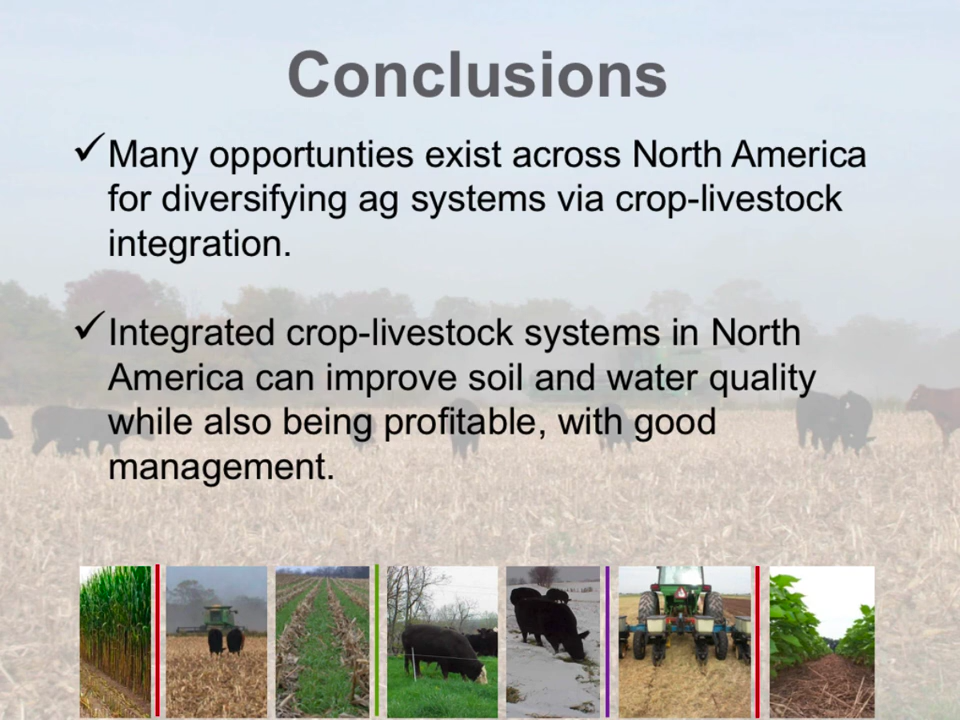 Conclusions
✓Many opportunties exist across North America
for diversifying ag systems via crop-livestock
integration.
✓Integrated crop-livestock systems in North
America can improve soil and water quality
while also being profitable, with good
management.